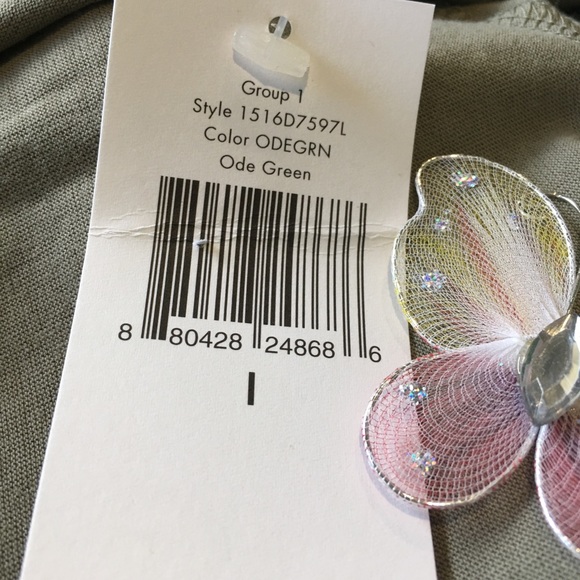 Group 1
Style 1516D7597L
Color ODEGRN
Ode Green
8 80428 24868 6